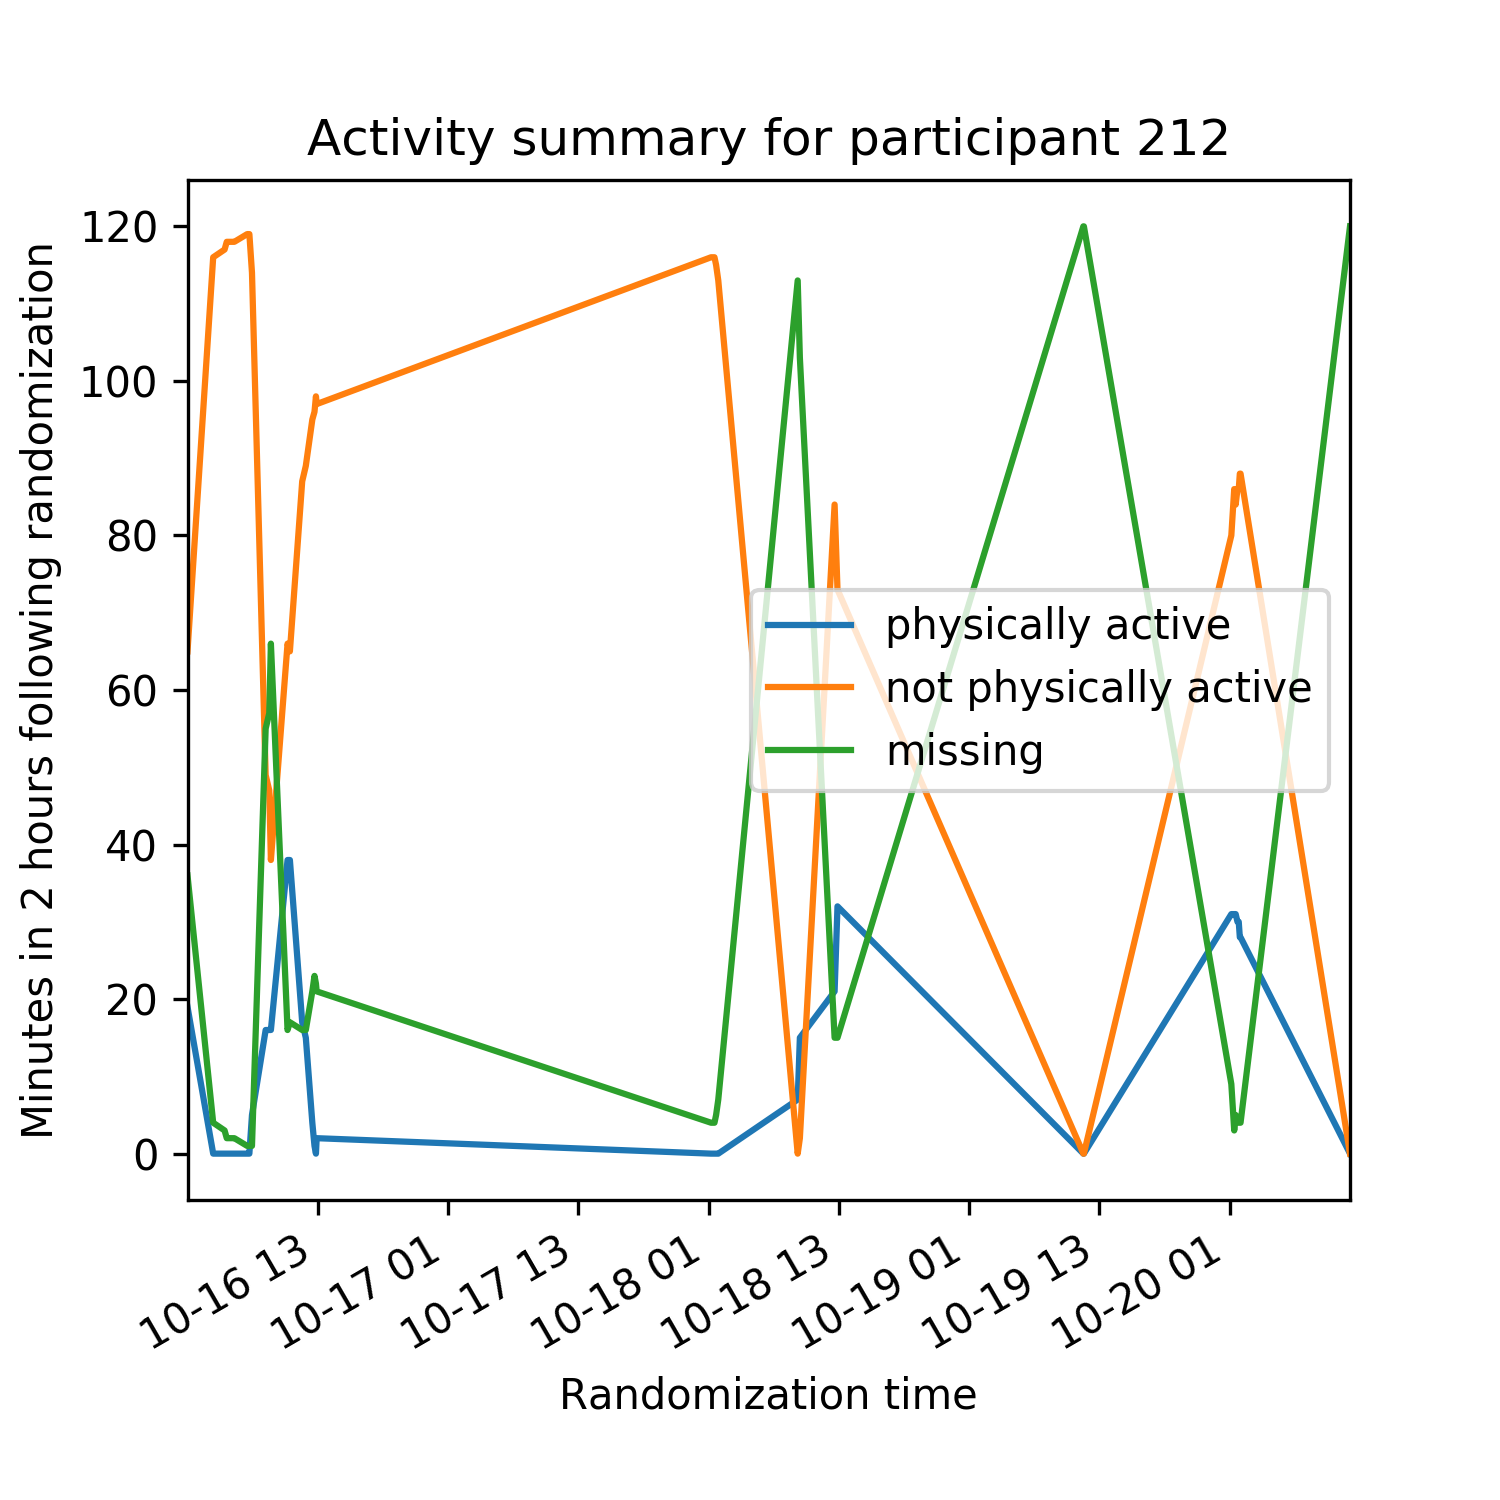 Activity summary for participant 212
Minutes in 2 hours following randomization
120
100
80
60
40
20
0
physically active
not physically active
missing
10-16 13
10-17 01
10-17 13
10-18 01
10-18 13
10-19 01
10-19 13
10-20 01
Randomization time